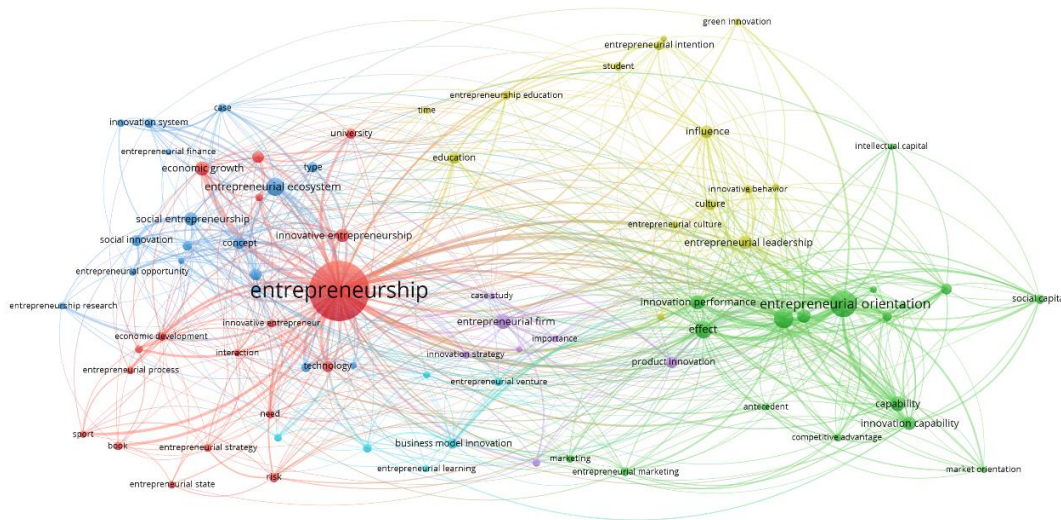 green innovation
entrepreneurial intention
student
entrepreneurship education
case
time
innovation system
university
influence
entrepreneurial finance
intellectual capital
education
economic growth
type
entrepreneurial ecosystem
innovative behavior
culture
social entrepreneurship
entrepreneurial culture
innovative entrepreneurship
social innovation
concept
entrepreneurial leadership
entrepreneurial opportunity
entrepreneurship
case study
social capital
entrepreneurship research
innovation performance
entrepreneurial orientation
innovative entrepreneur
entrepreneurial firm
effect
economic development
importance
interaction
innovation strategy
product innovation
entrepreneurial process
technology
entrepreneurial venture
capability
antecedent
need
innovation capability
sport
competitive advantage
book
entrepreneurial strategy
business model innovation
marketing
entrepreneurial learning
entrepreneurial marketing
market orientation
risk
entrepreneurial state